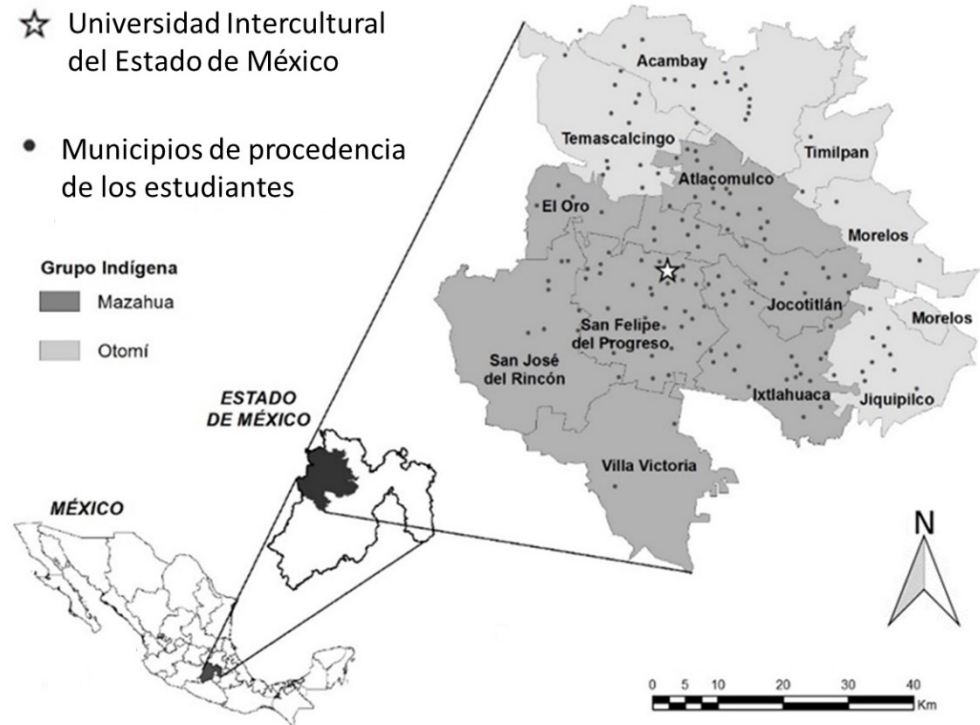 Universidad Intercultural
del Estado de México
Municipios de procedencia
de los estudiantes
Grupo Indígena
Mazahua
Otomí
ESTADO
DE MÉXICO
MÉXICO
Acambay
Temascalcingo
Timilpan
Atlacomulco
El Oro
Morelos
Jocotitlán
Morelos
San Felipe
del Progreso
San José
del Rincón
Ixtlahuaca
Jiquipilco
Villa Victoria
N
0 5 10 20 30 40
Km